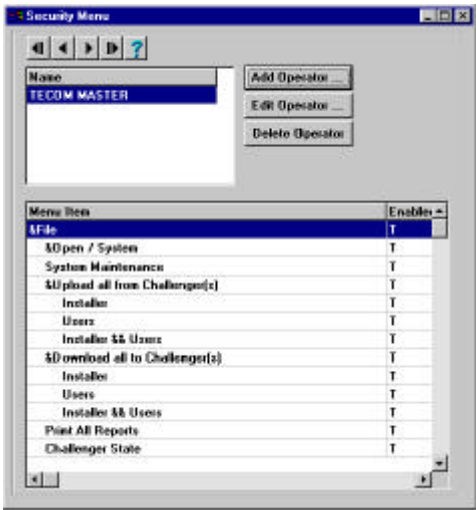 Security Menu
?
Name
TECOM MASTER
Add Operator ...
Edit Operator ...
Delete Operator
Menu Item Enable
&File T
&Open / System T
System Maintenance T
&Upload all from Challenger(s) T
Installer T
Users T
Installer && Users T
&Download all to Challenger(s) T
Installer T
Users T
Installer && Users T
Print All Reports T
Challenger State T